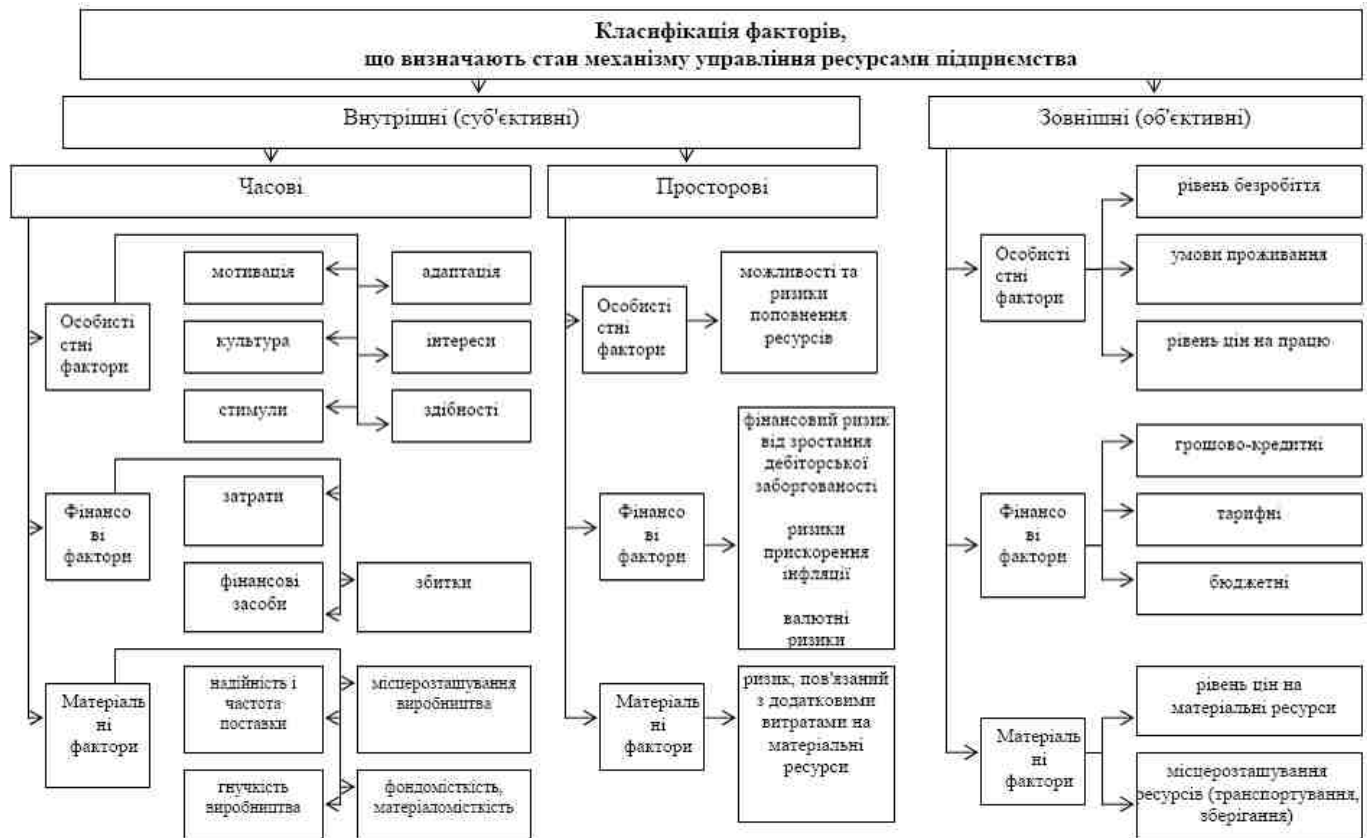 Класифікація факторів,
що визначають стан механізму управління ресурсами підприємства
Внутрішні (суб'єктивні)
Зовнішні (об'єктивні)
Часові
Просторові
Особисті
стні
фактори
мотивація
адаптація
культура
інтереси
стимули
здібності
Фінансо
ві
фактори
затрати
фінансові
засоби
збитки
Матеріаль
ні
фактори
надійність і
частота
поставки
місцерозташування
виробництва
гнучкість
виробництва
фондомісткість,
матеріаломісткість
Особисті
стні
фактори
можливості та
ризики
поповнення
ресурсів
Фінансо
ві
фактори
фінансовий ризик
від зростання
дебіторської
заборгованості
ризики
прискорення
інфляції
валютні
ризики
Матеріаль
ні
фактори
ризик, пов'язаний
з додатковими
витратами на
матеріальні
ресурси
Особисті
стні
фактори
рівень безробіття
умови проживання
рівень цін на працю
Фінансо
ві
фактори
грошово-кредитні
тарифні
бюджетні
Матеріаль
ні
фактори
рівень цін на
матеріальні ресурси
місцерозташування
ресурсів (транспортування,
зберігання)